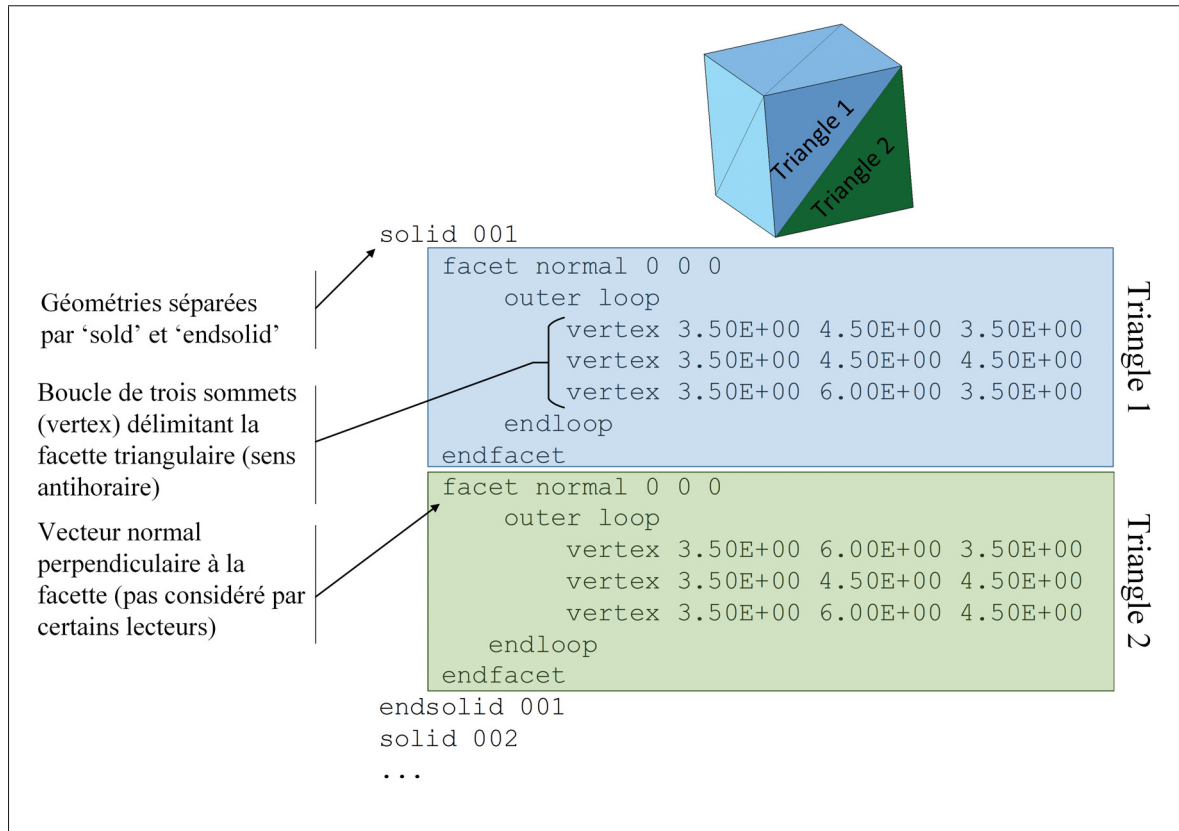 Triangle 1
Triangle 2
solid 001
facet normal 0 0 0
outer loop
vertex 3.50E+00 4.50E+00 3.50E+00
vertex 3.50E+00 4.50E+00 4.50E+00
vertex 3.50E+00 6.00E+00 3.50E+00
endloop
endfacet
Triangle 1
facet normal 0 0 0
outer loop
vertex 3.50E+00 6.00E+00 3.50E+00
vertex 3.50E+00 4.50E+00 4.50E+00
vertex 3.50E+00 6.00E+00 4.50E+00
endloop
endfacet
Triangle 2
endsolid 001
solid 002
...
Géométries séparées
par ‘sold’ et ‘endsolid’
Boucle de trois sommets
(vertex) délimitant la
facette triangulaire (sens
antihoraire)
Vecteur normal
perpendiculaire à la
facette (pas considéré par
certains lecteurs)